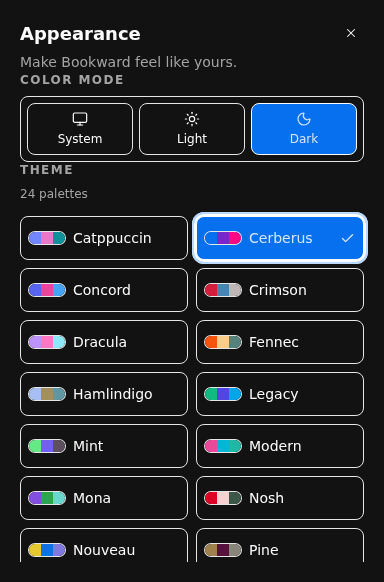 Appearance
Make Bookward feel like yours.
COLOR MODE
System Light Dark
THEME
24 palettes
Catppuccin Cerberus
Concord Crimson
Dracula Fennec
Hamlindigo Legacy
Mint Modern
Mona Nosh
Nouveau Pine